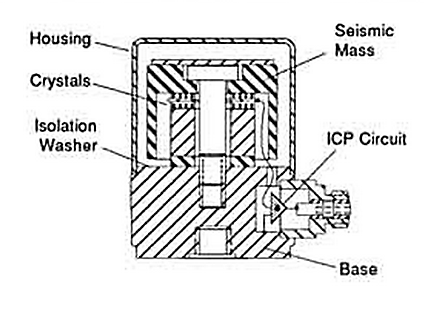 Housing
Seismic
Mass
Crystals
Isolation
Washer
ICP Circuit
Base